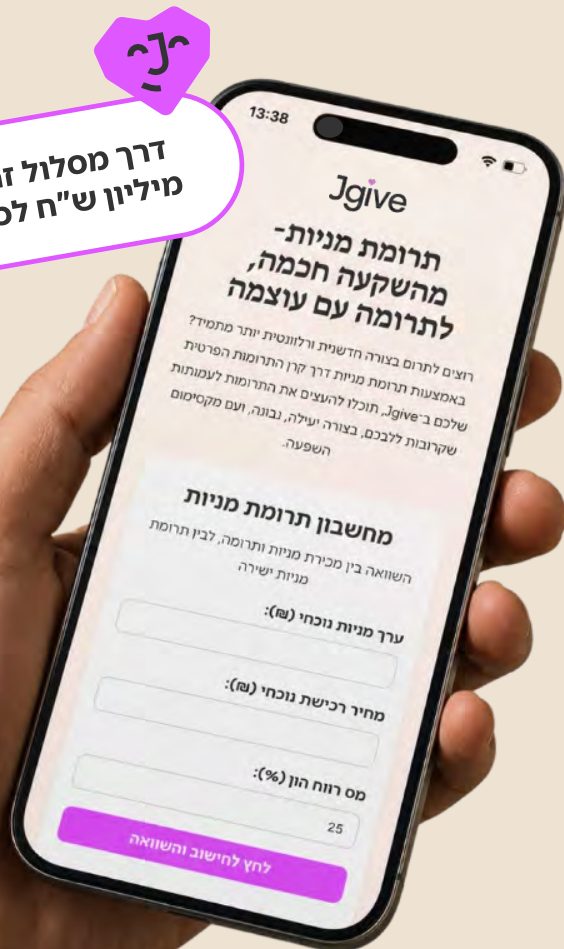 דרך מסלול
מיליון ש"ח
13:38
Jgive
תרומת מניות-
מהשקעה חכמה,
לתרומה עם עוצמה
רוצים לתרום בצורה חדשנית ורלוונטית יותר מתמיד?
באמצעות תרומת מניות דרך קרן התרומות הפרטית
שלכם ב-Jgive, תוכלו להעצים את התרומות לעמותות
שקרובות ללבכם, בצורה יעילה, נבונה, ועם מקסימום
השפעה.
מחשבון תרומת מניות
השוואה בין מכירת מניות ותרומה, לבין תרומת
מניות ישירה
ערך מניות נוכחי (₪):
מחיר רכישת נוכחי (₪):
מס רווח הון (%):
25
לחץ לחישוב והשוואה